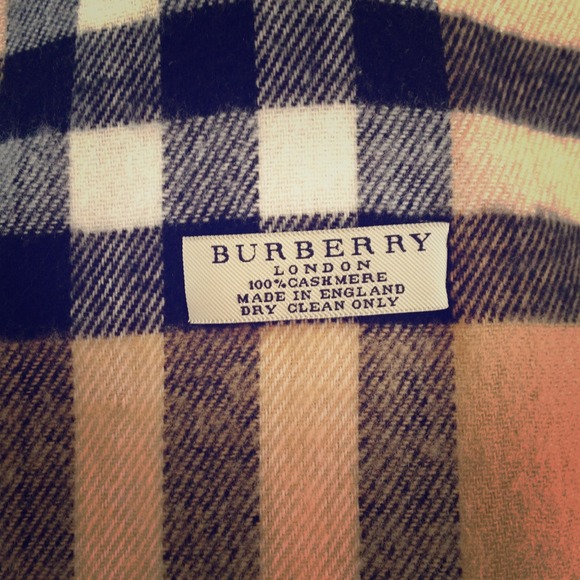 BURBERRY
LONDON
100% CASHMERE
MADE IN ENGLAND
DRY CLEAN ONLY